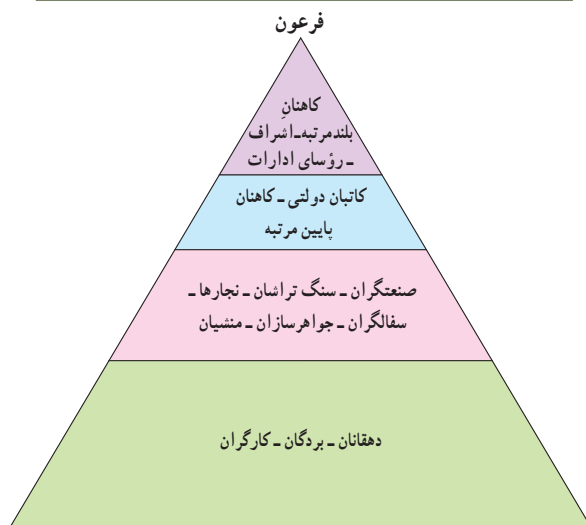 فرعون
کاهنانِ
بلندمرتبه ـ اشراف
ـ رؤسای ادارات
کاتبان دولتی ـ کاهنان
پایین مرتبه
صنعتگران ـ سنگ تراشان ـ نجارها ـ
سفالگران ـ جواهرسازان ـ منشیان
دهقانان ـ بردگان ـ کارگران